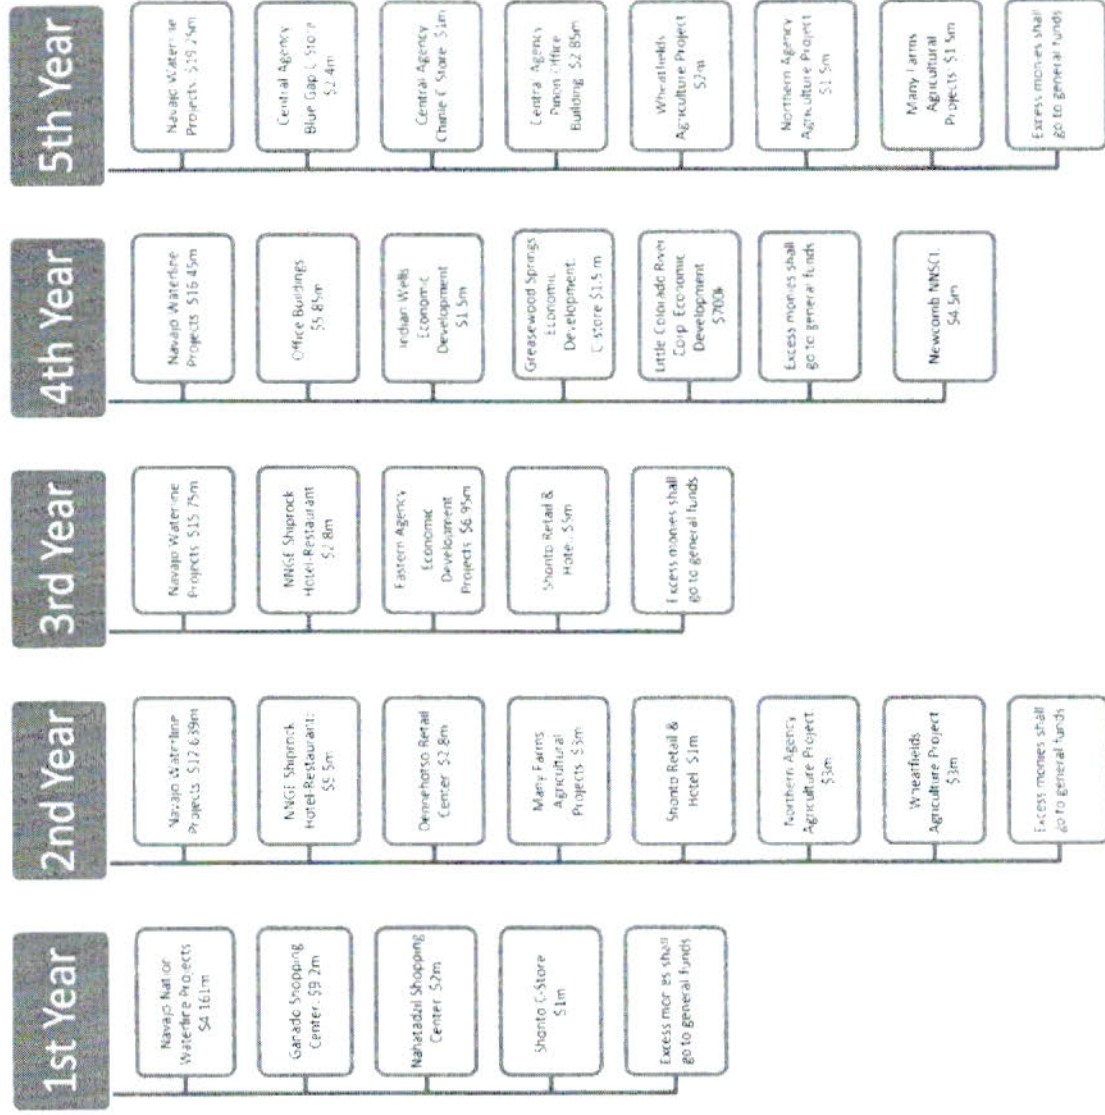 1st Year
Navajo Nation
Waterline Projects
$4.161m
Ganado Shopping
Center $9.2m
Nahatadzil Shopping
Center $2m
Shonto C-Store
$1m
Excess monies shall
go to general funds
2nd Year
Navajo Waterline
Projects $12.639m
NNGE Shiprock
Hotel-Restaurant
$5.5m
Dennehotso Retail
Center $2.8m
Many Farms
Agricultural
Projects $3m
Shonto Retail &
Hotel $1m
Northern Agency
Agriculture Project
$3m
Wheatfields
Agriculture Project
$3m
Excess monies shall
go to general funds
3rd Year
Navajo Waterline
Projects $15.75m
NNGE Shiprock
Hotel-Restaurant
$2.8m
Eastern Agency
Economic
Development
Projects $6.95m
Shonto Retail &
Hotel $5m
Excess monies shall
go to general funds
4th Year
Navajo Waterline
Projects $16.45m
Office Buildings
$5.85m
Indian Wells
Economic
Development
$1.5m
Greasewood Springs
Economic
Development.
C-store $1.5 m
Little Colorado River
Corp Economic
Development
$700k
Excess monies shall
go to general funds
Newcomb NNSCI.
$4.5m
5th Year
Navajo Waterline
Projects $19.25m
Central Agency
Blue Gap C Store
$2.4m
Central Agency
Chinle C Store $1m
Central Agency
Pinon Office
Building $2.85m
Wheatfields
Agriculture Project
$2m
Northern Agency
Agriculture Project
$1.5m
Many Farms
Agricultural
Projects $1.5m
Excess monies shall
go to general funds